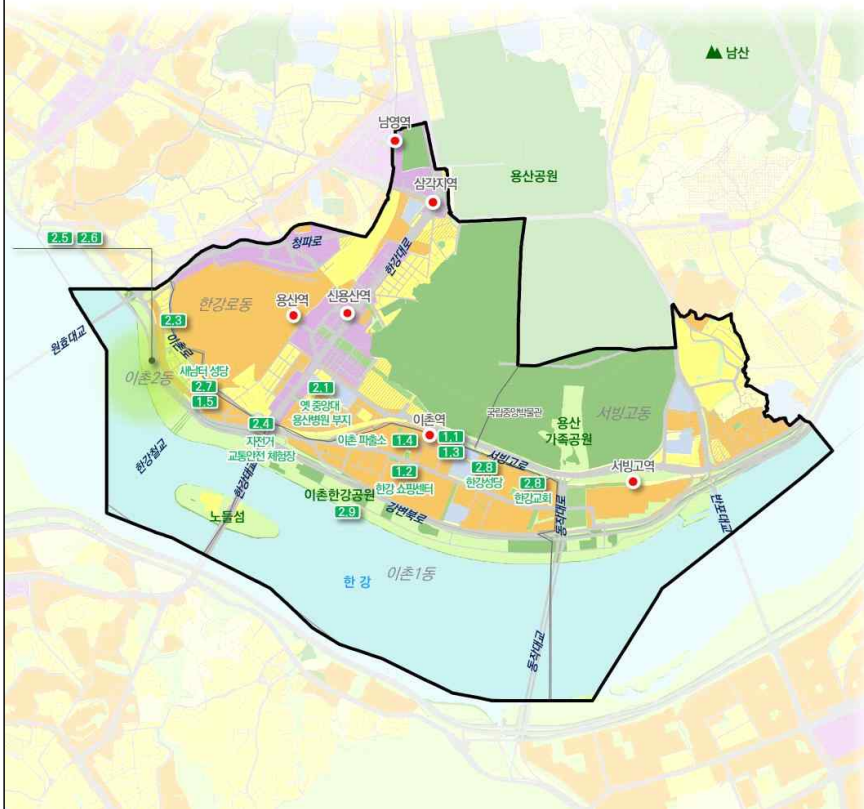 남산
남영역
용산공원
삼각지역
2.5 2.6
청파로
한강대로
한강로동
용산역
신용산역
2.3
이촌로
원효대교
이촌2동
새남터 성당
2.7
1.5
2.1
옛 중앙대
용산병원 부지
국립중앙박물관
용산
가족공원
서빙고동
2.4
자전거
교통안전 체험장
이촌 파출소
1.4
이촌역
1.1
1.3
서빙고로
2.8
한강성당
서빙고역
1.2
한강 쇼핑센터
2.8
한강교회
한강철교
한강대교
이촌한강공원
2.9
강변북로
동작대로
반포대교
노들섬
한강
이촌1동
동작대교